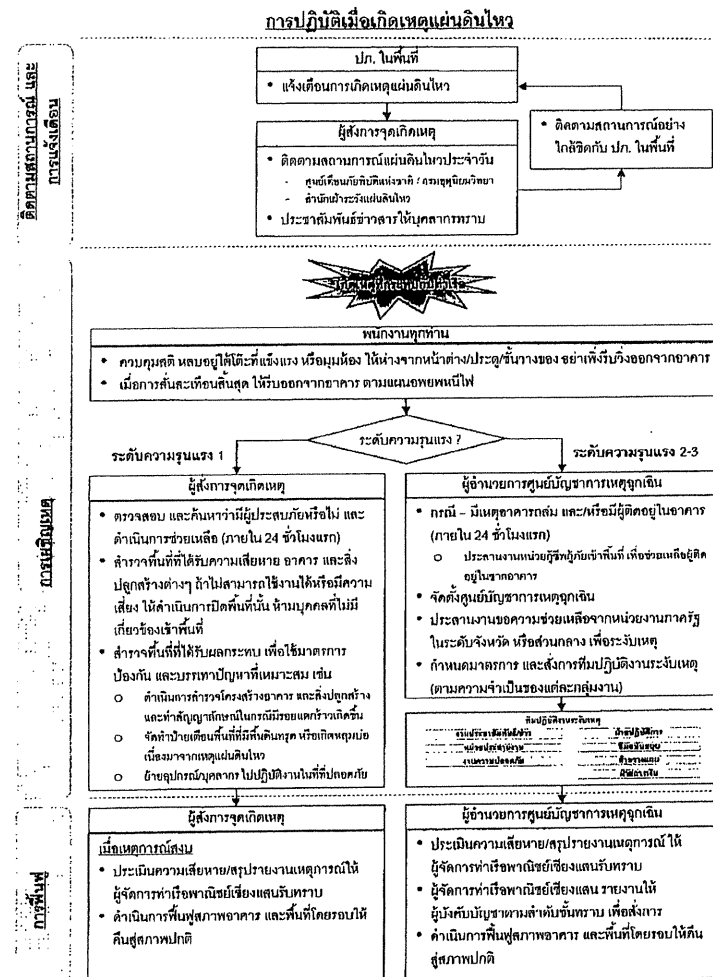 การปฏิบัติเมื่อเกิดเหตุแผ่นดินไหว
ติดตามสถานการณ์ และ
การแจ้งเตือน
ปภ. ในพื้นที่
• แจ้งเตือนการเกิดเหตุแผ่นดินไหว
ผู้สั่งการจุดเกิดเหตุ
• ติดตามสถานการณ์แผ่นดินไหวประจำวัน
- ศูนย์เตือนภัยพิบัติแห่งชาติ / กรมอุตุนิยมวิทยา
- สำนักเฝ้าระวังแผ่นดินไหว
• ประชาสัมพันธ์ข่าวสารให้บุคลากรทราบ
• ติดตามสถานการณ์อย่าง
ใกล้ชิดกับ ปภ. ในพื้นที่
การเผชิญเหตุ
พนักงานทุกท่าน
• ควบคุมสติ หลบอยู่ใต้โต๊ะที่แข็งแรง หรือมุมห้อง ให้ห่างจากหน้าต่าง/ประตู/ชั้นวางของ อย่าเพิ่งรีบวิ่งออกจากอาคาร
• เมื่อการสั่นสะเทือนสิ้นสุด ให้รีบออกจากอาคาร ตามแผนอพยพหนีไฟ
ระดับความรุนแรง ?
ระดับความรุนแรง 1
ระดับความรุนแรง 2-3
ผู้สั่งการจุดเกิดเหตุ
• ตรวจสอบ และค้นหาว่ามีผู้ประสบภัยหรือไม่ และ
ดำเนินการช่วยเหลือ (ภายใน 24 ชั่วโมงแรก)
• สำรวจพื้นที่ที่ได้รับความเสียหาย อาคาร และสิ่ง
ปลูกสร้างต่างๆ ถ้าไม่สามารถใช้งานได้หรือมีความ
เสี่ยง ให้ดำเนินการปิดพื้นที่นั้น ห้ามบุคคลที่ไม่มี
เกี่ยวข้องเข้าพื้นที่
• สำรวจพื้นที่ที่ได้รับผลกระทบ เพื่อใช้มาตรการ
ป้องกัน และบรรเทาปัญหาที่เหมาะสม เช่น
○ ดำเนินการสำรวจโครงสร้างอาคาร และสิ่งปลูกสร้าง
และทำสัญญาลักษณ์ในกรณีมีรอยแตกร้าวเกิดขึ้น
○ จัดทำป้ายเตือนพื้นที่ที่มีพื้นดินทรุด หรือเกิดหลุมบ่อ
เนื่องมาจากเหตุแผ่นดินไหว
○ ย้ายอุปกรณ์/บุคลากร ไปปฏิบัติงานในที่ที่ปลอดภัย
ผู้อำนวยการศูนย์บัญชาการเหตุฉุกเฉิน
• กรณี – มีเหตุอาคารถล่ม และ/หรือมีผู้ติดอยู่ในอาคาร
(ภายใน 24 ชั่วโมงแรก)
○ ประสานงานหน่วยกู้ชีพกู้ภัยเข้าพื้นที่ เพื่อช่วยเหลือผู้ติด
อยู่ในซากอาคาร
• จัดตั้งศูนย์บัญชาการเหตุฉุกเฉิน
• ประสานงานขอความช่วยเหลือจากหน่วยงานภาครัฐ
ในระดับจังหวัด หรือส่วนกลาง เพื่อระงับเหตุ
• กำหนดมาตรการ และสั่งการทีมปฏิบัติงานระงับเหตุ
(ตามความจำเป็นของแต่ละกลุ่มงาน)
ทีมปฏิบัติงานระงับเหตุ
ฝ่ายปฏิบัติการ
งานความปลอดภัย
การฟื้นฟู
ผู้สั่งการจุดเกิดเหตุ
เมื่อเหตุการณ์สงบ
• ประเมินความเสียหาย/สรุปรายงานเหตุการณ์ให้
ผู้จัดการท่าเรือพาณิชย์เชียงแสนรับทราบ
• ดำเนินการฟื้นฟูสภาพอาคาร และพื้นที่โดยรอบให้
คืนสู่สภาพปกติ
ผู้อำนวยการศูนย์บัญชาการเหตุฉุกเฉิน
• ประเมินความเสียหาย/สรุปรายงานเหตุการณ์ ให้
ผู้จัดการท่าเรือพาณิชย์เชียงแสนรับทราบ
• ผู้จัดการท่าเรือพาณิชย์เชียงแสน รายงานให้
ผู้บังคับบัญชาตามลำดับชั้นทราบ เพื่อสั่งการ
• ดำเนินการฟื้นฟูสภาพอาคาร และพื้นที่โดยรอบให้คืน
สู่สภาพปกติ